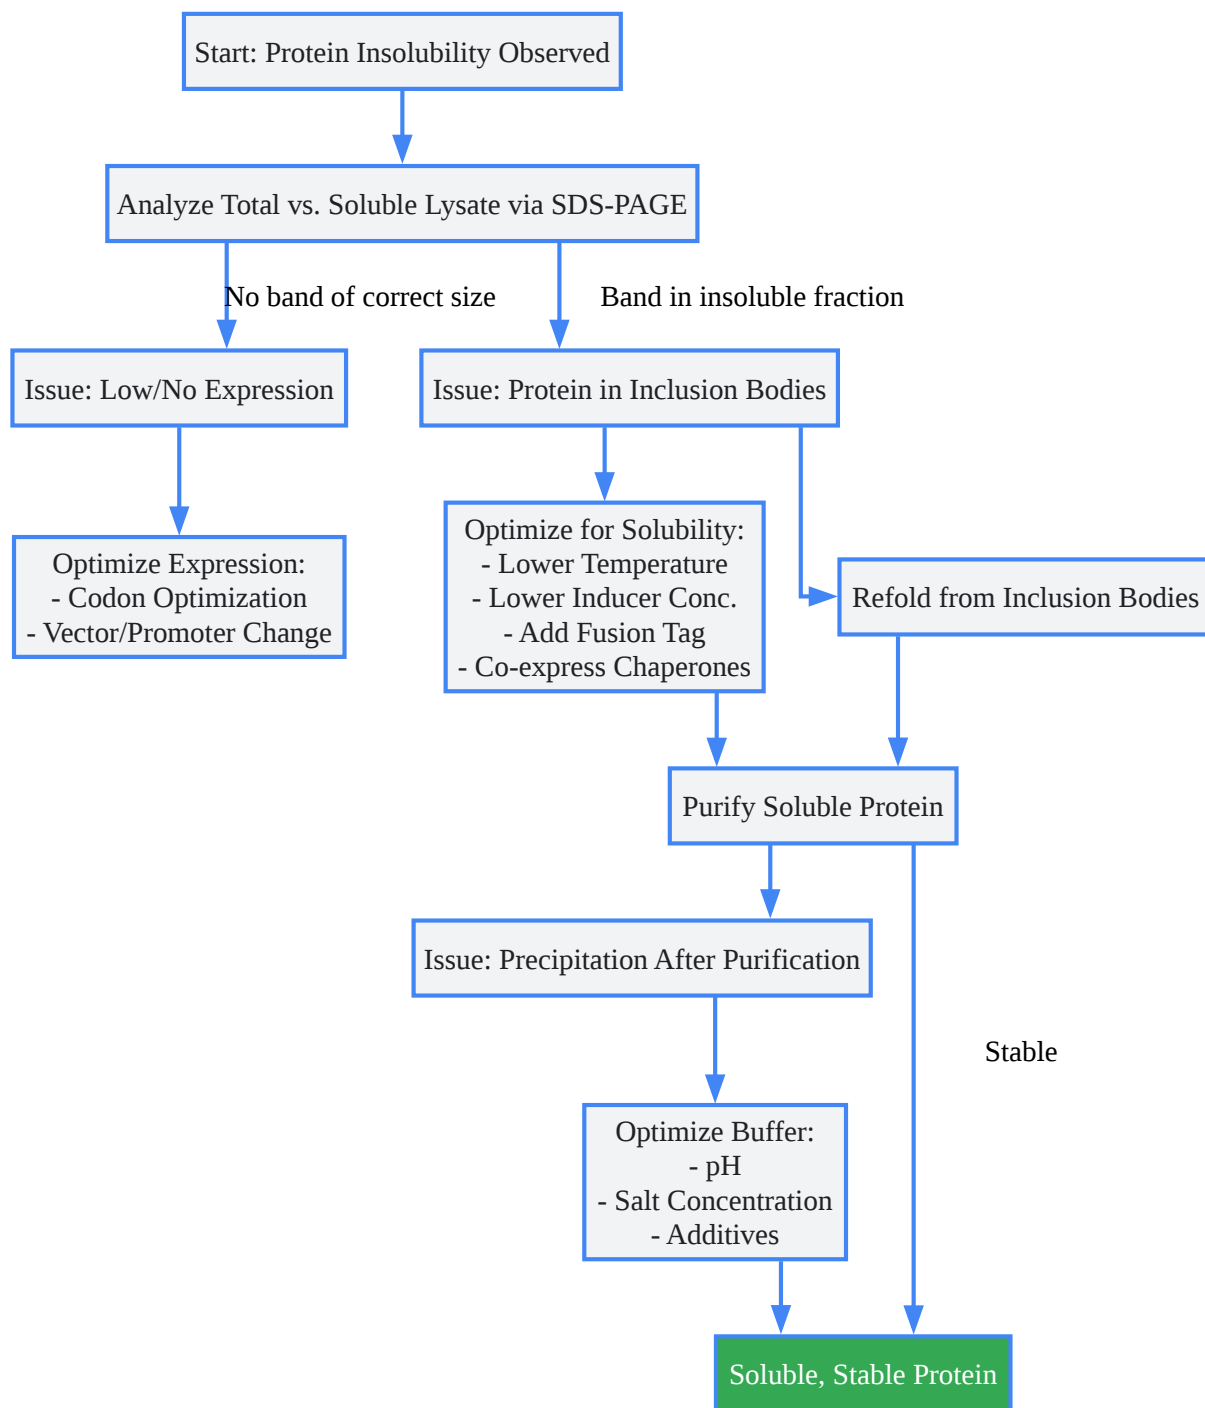 Start: Protein Insolubility Observed
Analyze Total vs. Soluble Lysate via SDS-PAGE
No band of correct size
Band in insoluble fraction
Issue: Low/No Expression
Issue: Protein in Inclusion Bodies
Optimize Expression:
- Codon Optimization
- Vector/Promoter Change
Optimize for Solubility:
- Lower Temperature
- Lower Inducer Conc.
- Add Fusion Tag
- Co-express Chaperones
Refold from Inclusion Bodies
Purify Soluble Protein
Issue: Precipitation After Purification
Stable
Optimize Buffer:
- pH
- Salt Concentration
- Additives
Soluble, Stable Protein